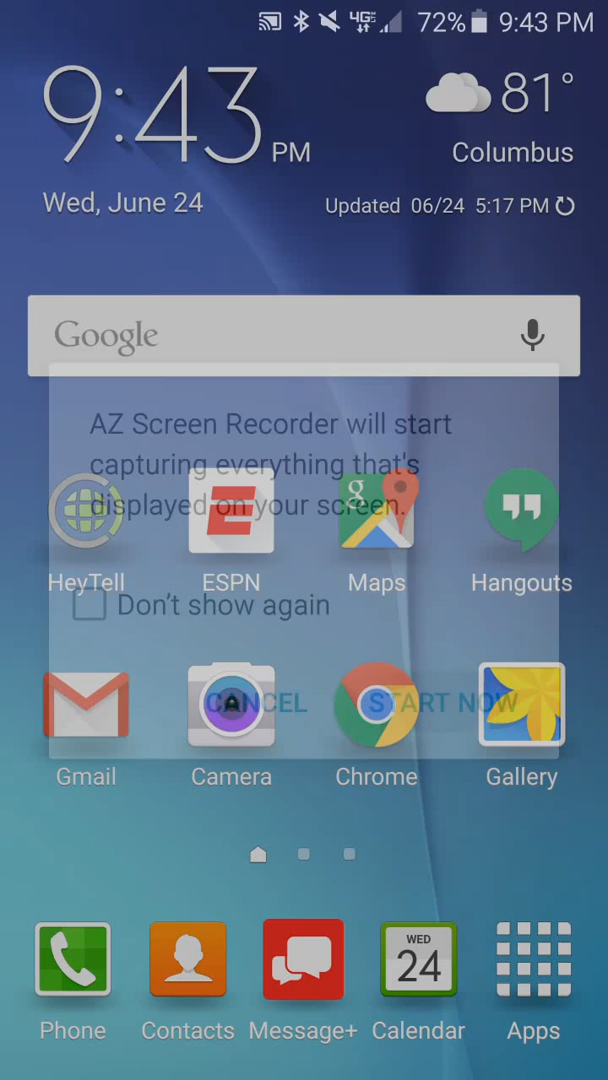 4G LTE 72% 9:43 PM
9:43 PM
81°
Columbus
Wed, June 24
Updated 06/24 5:17 PM
Google
AZ Screen Recorder will start
capturing everything that's
displayed on your screen.
HeyTell ESPN Maps Hangouts
Don't show again
CANCEL START NOW
Gmail Camera Chrome Gallery
WED
24
Phone Contacts Message+ Calendar Apps